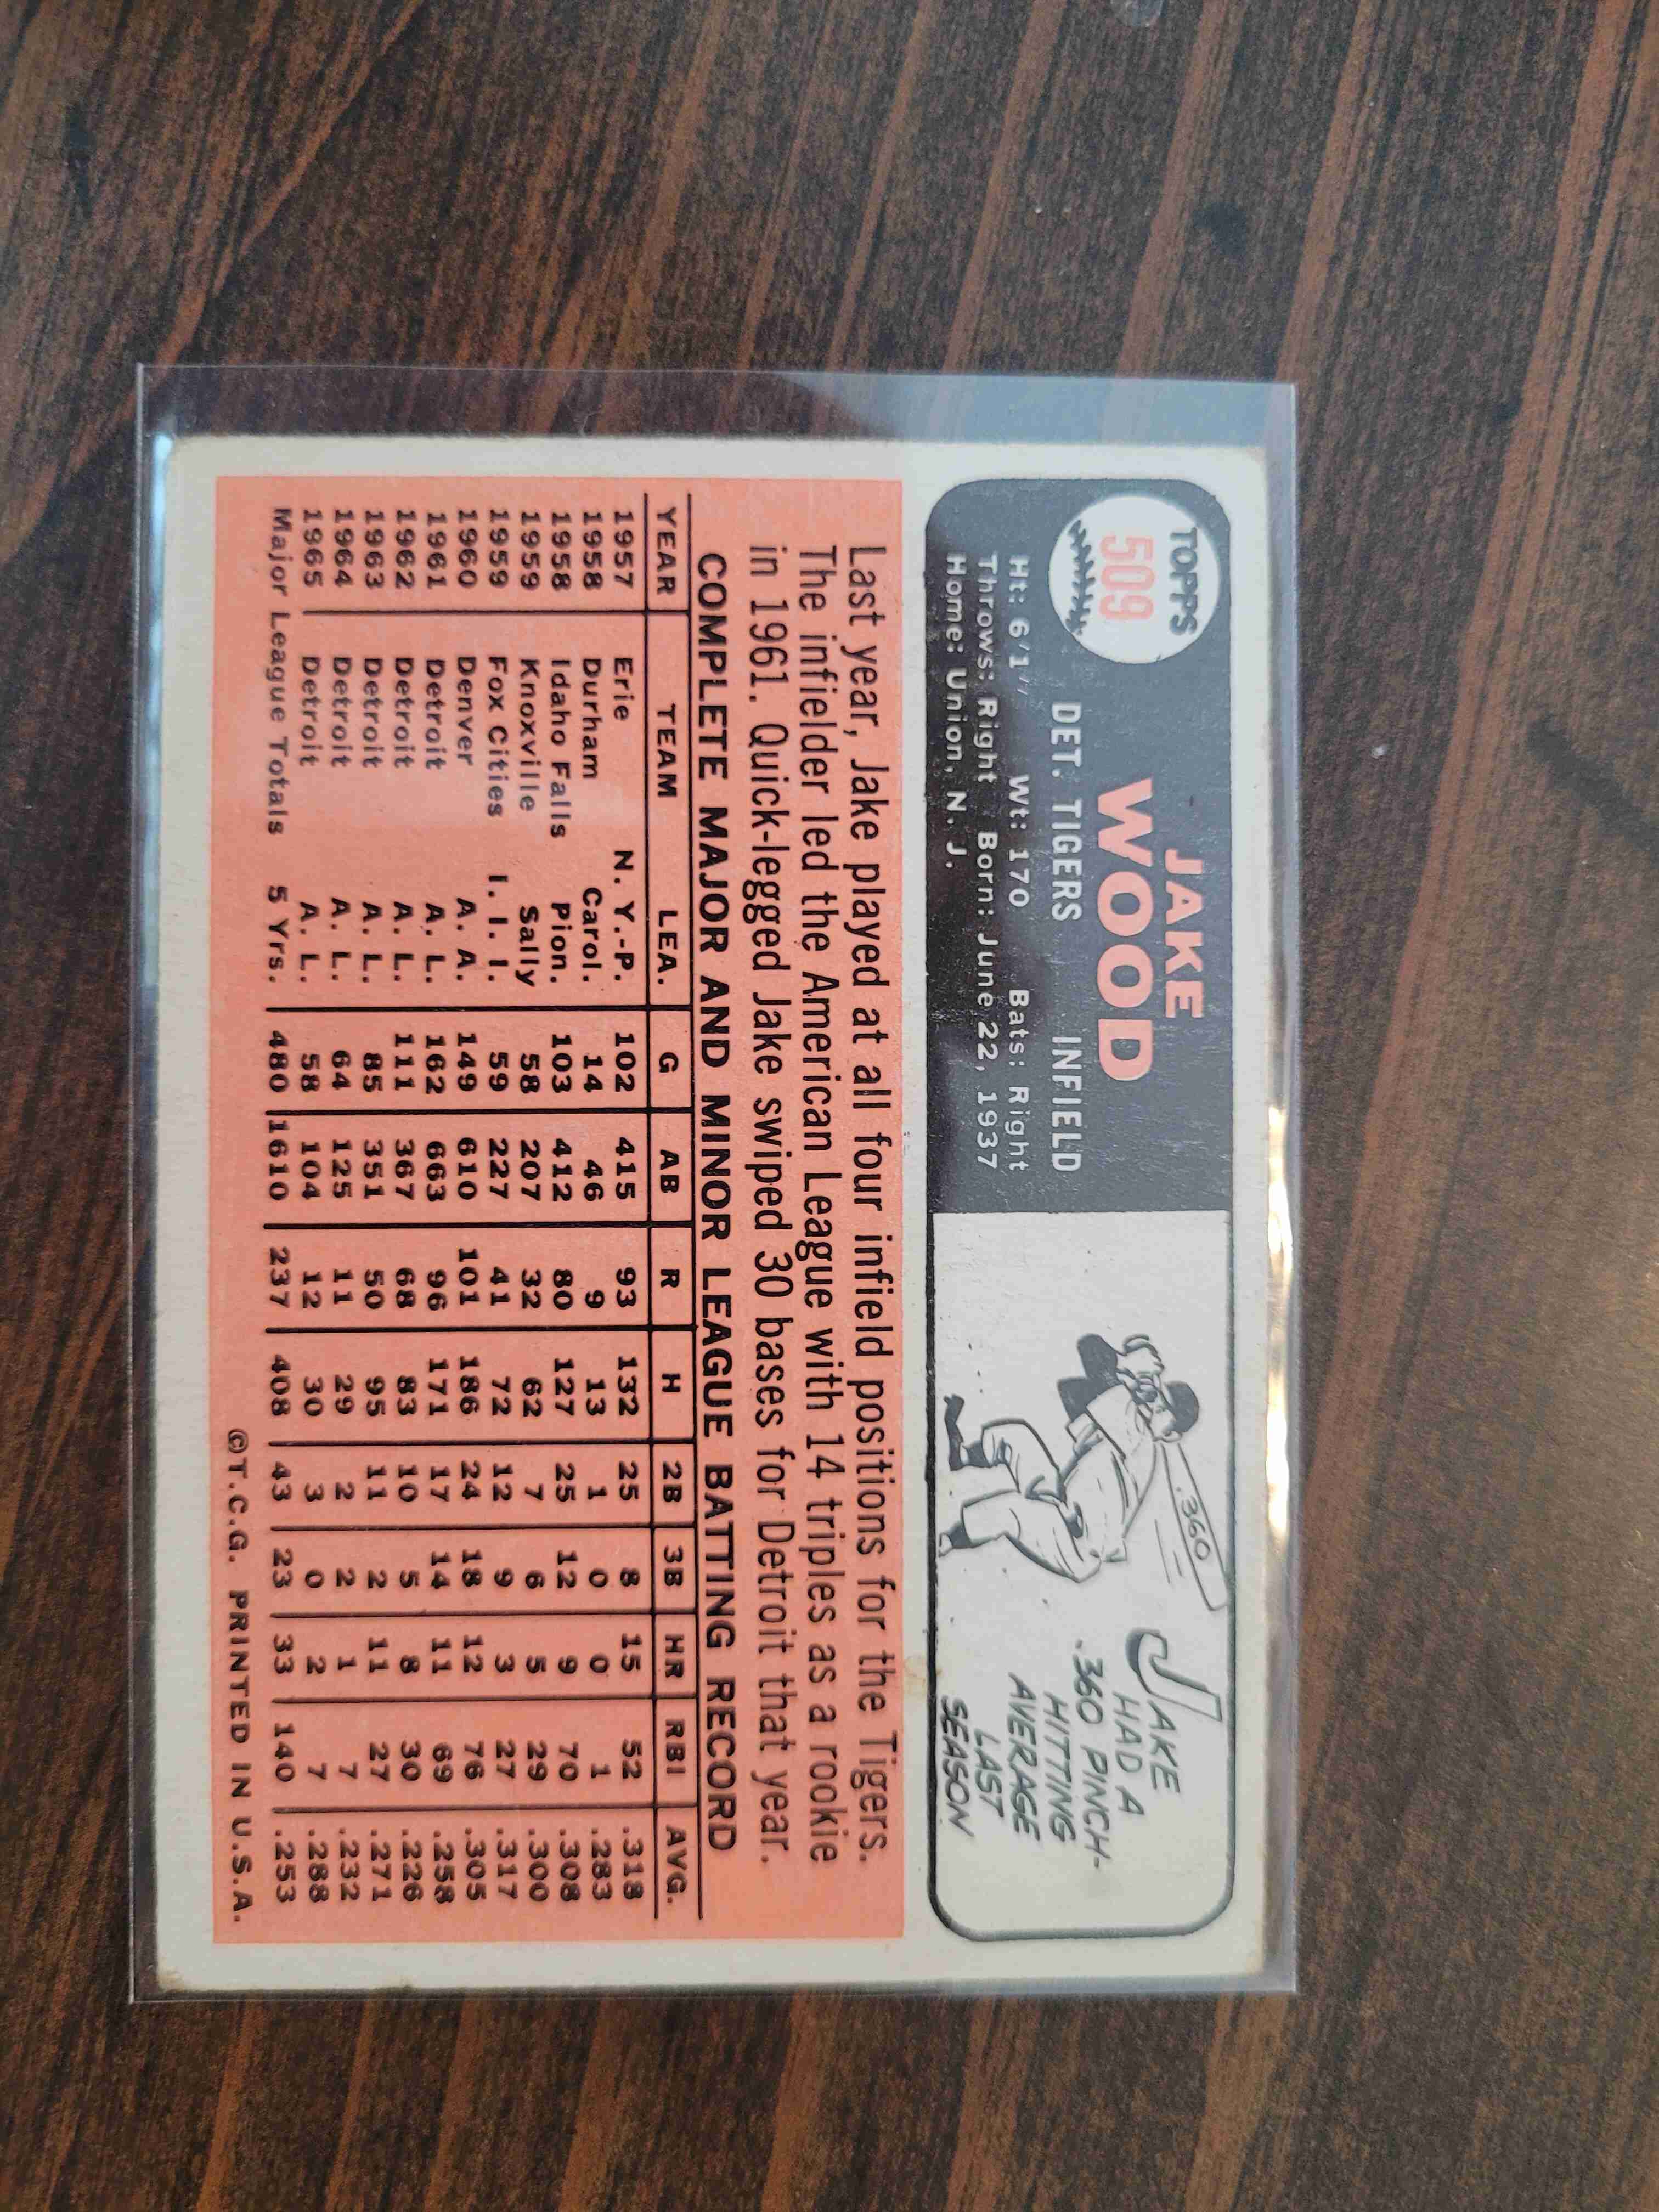 TOPPS
509
JAKE
WOOD
DET. TIGERS INFIELD
Ht: 6'1" Wt: 170 Bats: Right
Throws: Right Born: June 22, 1937
Home: Union, N. J.
.360
JAKE
HAD A
.360 PINCH-
HITTING
AVERAGE
LAST
SEASON
Last year, Jake played at all four infield positions for the Tigers.
The infielder led the American League with 14 triples as a rookie
in 1961. Quick-legged Jake swiped 30 bases for Detroit that year.
COMPLETE MAJOR AND MINOR LEAGUE BATTING RECORD
YEAR TEAM LEA. G AB R H 2B 3B HR RBI AVG.
1957 Erie N. Y.-P. 102 415 93 132 25 8 15 52 .318
1958 Durham Carol. 14 46 9 13 1 0 0 1 .283
1958 Idaho Falls Pion. 103 412 80 127 25 12 9 70 .308
1959 Knoxville Sally 58 207 32 62 7 6 5 29 .300
1959 Fox Cities I. I. I. 59 227 41 72 12 9 3 27 .317
1960 Denver A. A. 149 610 101 186 24 18 12 76 .305
1961 Detroit A. L. 162 663 96 171 17 14 11 69 .258
1962 Detroit A. L. 111 367 68 83 10 5 8 30 .226
1963 Detroit A. L. 85 351 50 95 11 2 11 27 .271
1964 Detroit A. L. 64 125 11 29 2 2 1 7 .232
1965 Detroit A. L. 58 104 12 30 3 0 2 7 .288
Major League Totals 5 Yrs. 480 1610 237 408 43 23 33 140 .253
©T.C.G. PRINTED IN U.S.A.